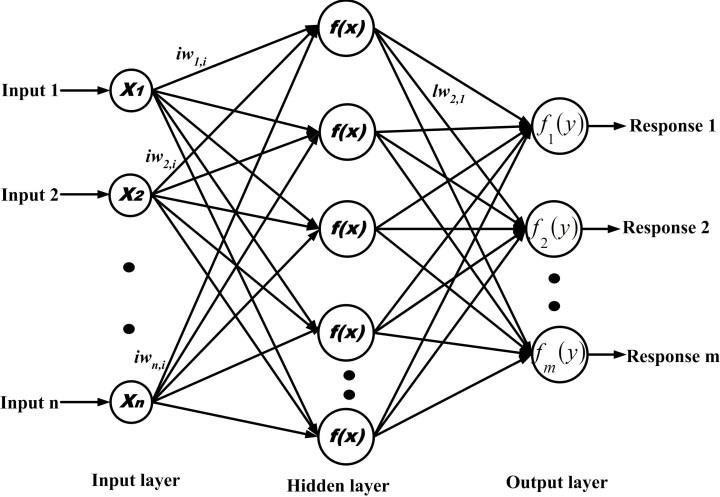 f(x)
iw1,i
Input 1
X1
lw2,1
f(x)
f1(y)
Response 1
iw2,i
Input 2
X2
f(x)
f2(y)
Response 2
f(x)
iwn,i
fm(y)
Response m
Input n
Xn
f(x)
Input layer
Hidden layer
Output layer